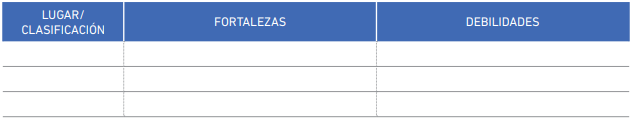 LUGAR/
CLASIFICACIÓN
FORTALEZAS
DEBILIDADES